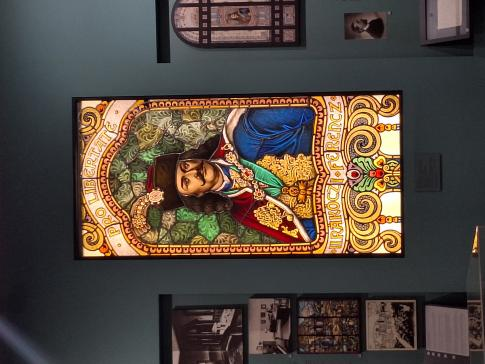 PRO LIBERTATE
II. RÁKÓCZI FERENCZ